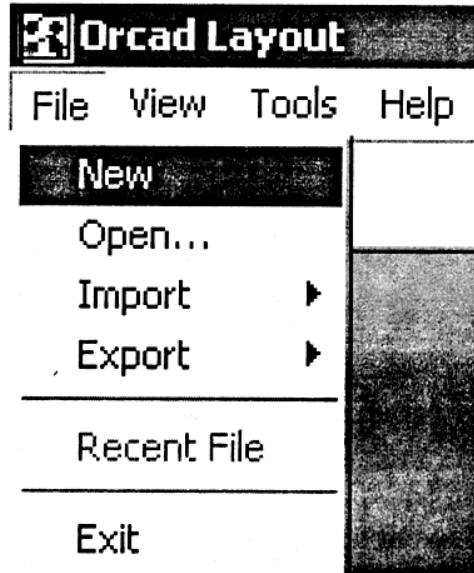 Orcad Layout
File View Tools Help
New
Open...
Import
Export
Recent File
Exit